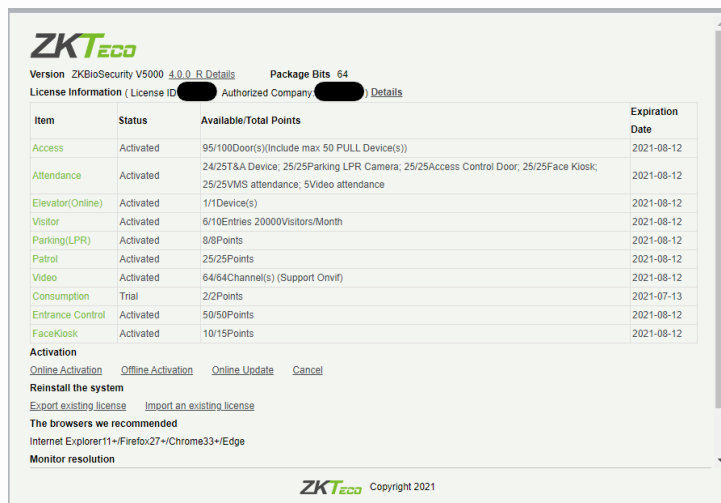 ZKTECO
Version ZKBioSecurity V5000 4.0.0_R Details Package Bits 64
License Information ( License ID Authorized Company: ) Details
Item Status Available/Total Points Expiration Date
Access Activated 95/100Door(s)(Include max 50 PULL Device(s)) 2021-08-12
Attendance Activated 24/25T&A Device; 25/25Parking LPR Camera; 25/25Access Control Door; 25/25Face Kiosk; 25/25VMS attendance; 5Video attendance 2021-08-12
Elevator(Online) Activated 1/1Device(s) 2021-08-12
Visitor Activated 6/10Entries 20000Visitors/Month 2021-08-12
Parking(LPR) Activated 8/8Points 2021-08-12
Patrol Activated 25/25Points 2021-08-12
Video Activated 64/64Channel(s) (Support Onvif) 2021-08-12
Consumption Trial 2/2Points 2021-07-13
Entrance Control Activated 50/50Points 2021-08-12
FaceKiosk Activated 10/15Points 2021-08-12
Activation
Online Activation Offline Activation Online Update Cancel
Reinstall the system
Export existing license Import an existing license
The browsers we recommended
Internet Explorer11+/Firefox27+/Chrome33+/Edge
Monitor resolution
ZKTECO Copyright 2021